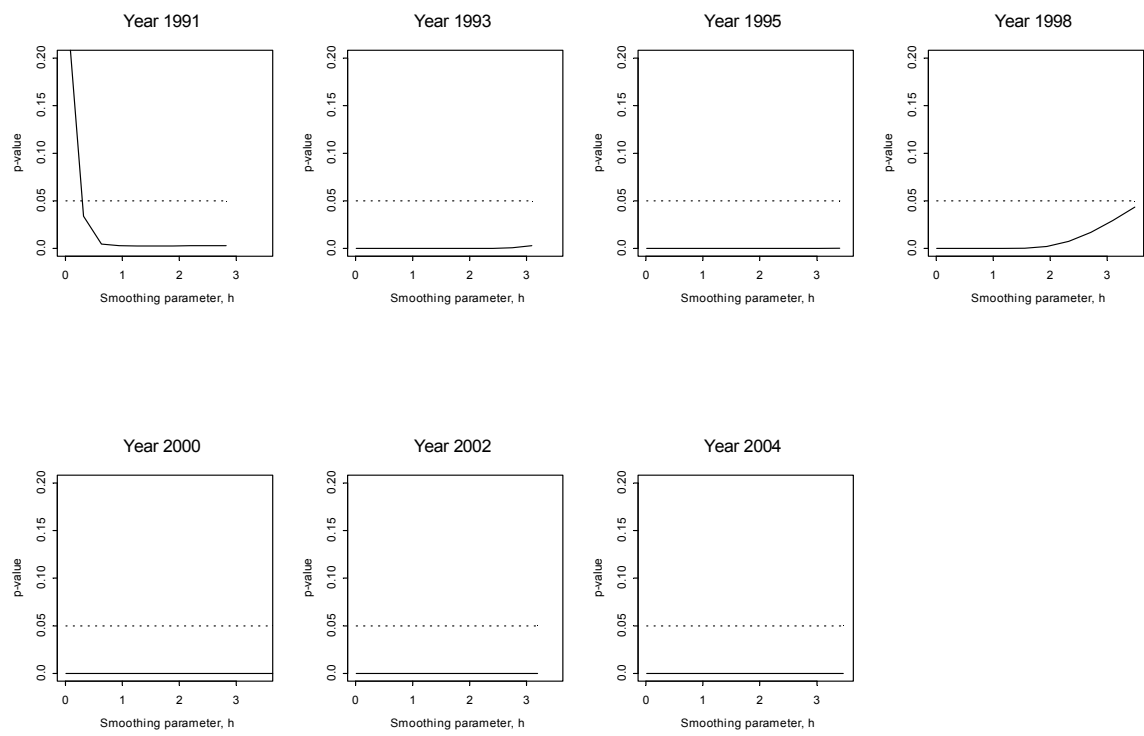 Year 1991
Year 1993
Year 1995
Year 1998
p-value
0.0 0.05 0.10 0.15 0.20
0 1 2 3
Smoothing parameter, h
p-value
0.0 0.05 0.10 0.15 0.20
0 1 2 3
Smoothing parameter, h
p-value
0.0 0.05 0.10 0.15 0.20
0 1 2 3
Smoothing parameter, h
p-value
0.0 0.05 0.10 0.15 0.20
0 1 2 3
Smoothing parameter, h
Year 2000
Year 2002
Year 2004
p-value
0.0 0.05 0.10 0.15 0.20
0 1 2 3
Smoothing parameter, h
p-value
0.0 0.05 0.10 0.15 0.20
0 1 2 3
Smoothing parameter, h
p-value
0.0 0.05 0.10 0.15 0.20
0 1 2 3
Smoothing parameter, h